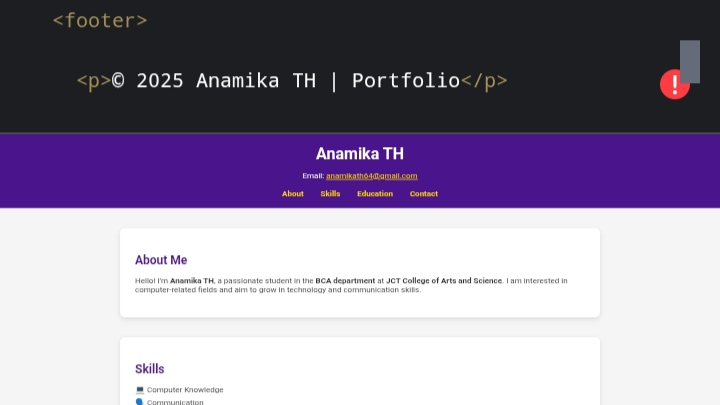 <footer>
<p>© 2025 Anamika TH | Portfolio</p>
!
Anamika TH
Email: anamikath64@gmail.com
About Skills Education Contact
About Me
Hello! I'm Anamika TH, a passionate student in the BCA department at JCT College of Arts and Science. I am interested in
computer-related fields and aim to grow in technology and communication skills.
Skills
💻 Computer Knowledge
🗣️ Communication